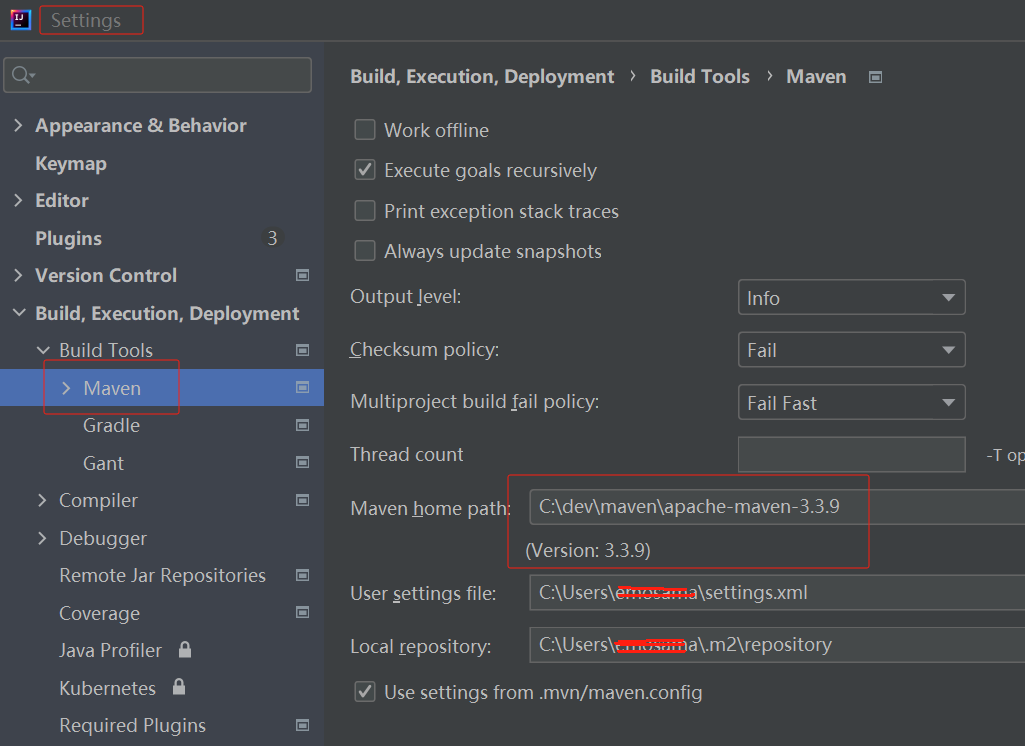 Settings
Build, Execution, Deployment › Build Tools › Maven
Appearance & Behavior
Keymap
Editor
Plugins 3
Version Control
Build, Execution, Deployment
Build Tools
Maven
Gradle
Gant
Compiler
Debugger
Remote Jar Repositories
Coverage
Java Profiler
Kubernetes
Required Plugins
Work offline
Execute goals recursively
Print exception stack traces
Always update snapshots
Output level: Info
Checksum policy: Fail
Multiproject build fail policy: Fail Fast
Thread count -T op
Maven home path: C:\dev\maven\apache-maven-3.3.9
(Version: 3.3.9)
User settings file: C:\Users\ \settings.xml
Local repository: C:\Users\ \.m2\repository
Use settings from .mvn/maven.config